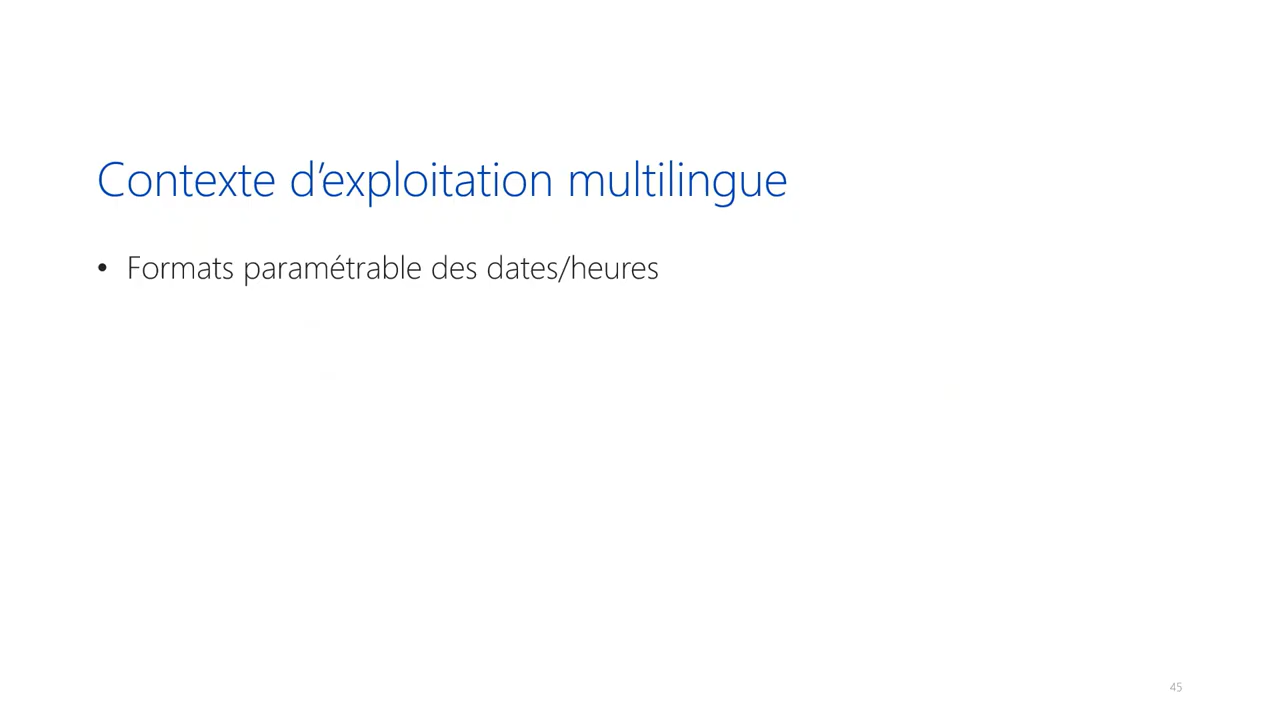 Contexte d’exploitation multilingue
• Formats paramétrable des dates/heures
45